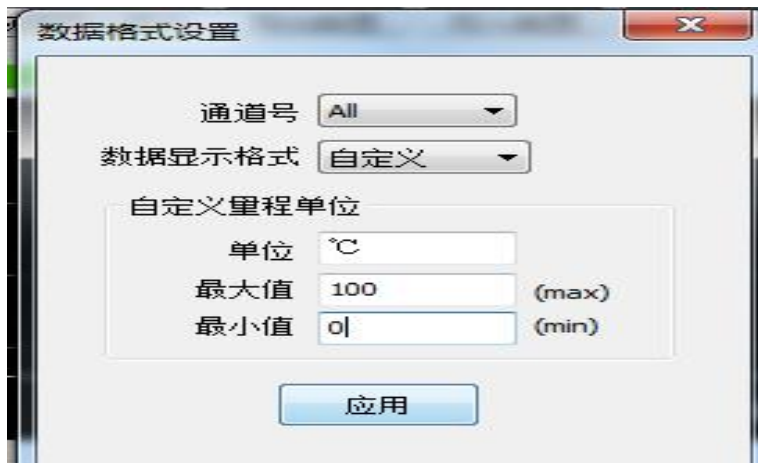 数据格式设置
通道号 All
数据显示格式 自定义
自定义里程单位
单位 ℃
最大值 100 (max)
最小值 0 (min)
应用